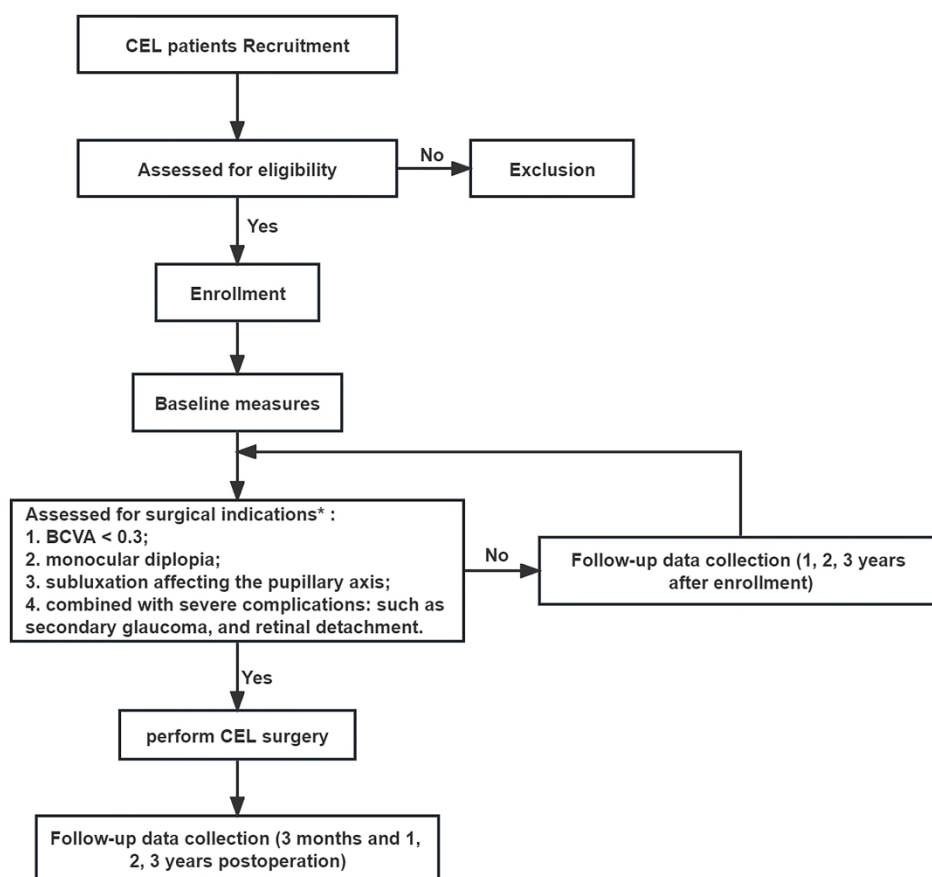 CEL patients Recruitment
Assessed for eligibility
No
Exclusion
Yes
Enrollment
Baseline measures
Assessed for surgical indications* :
1. BCVA < 0.3;
2. monocular diplopia;
3. subluxation affecting the pupillary axis;
4. combined with severe complications: such as
secondary glaucoma, and retinal detachment.
No
Follow-up data collection (1, 2, 3 years
after enrollment)
Yes
perform CEL surgery
Follow-up data collection (3 months and 1,
2, 3 years postoperation)